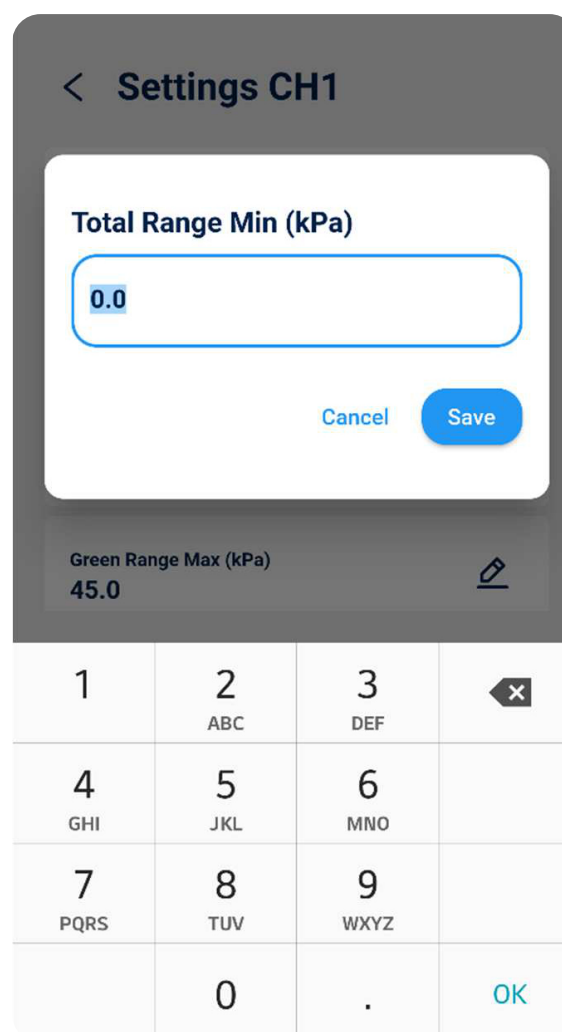 Settings CH1
Total Range Min (kPa)
0.0
Cancel Save
Green Range Max (kPa)
45.0
1 2 3
ABC DEF
4 5 6
GHI JKL MNO
7 8 9
PQRS TUV WXYZ
0 . OK